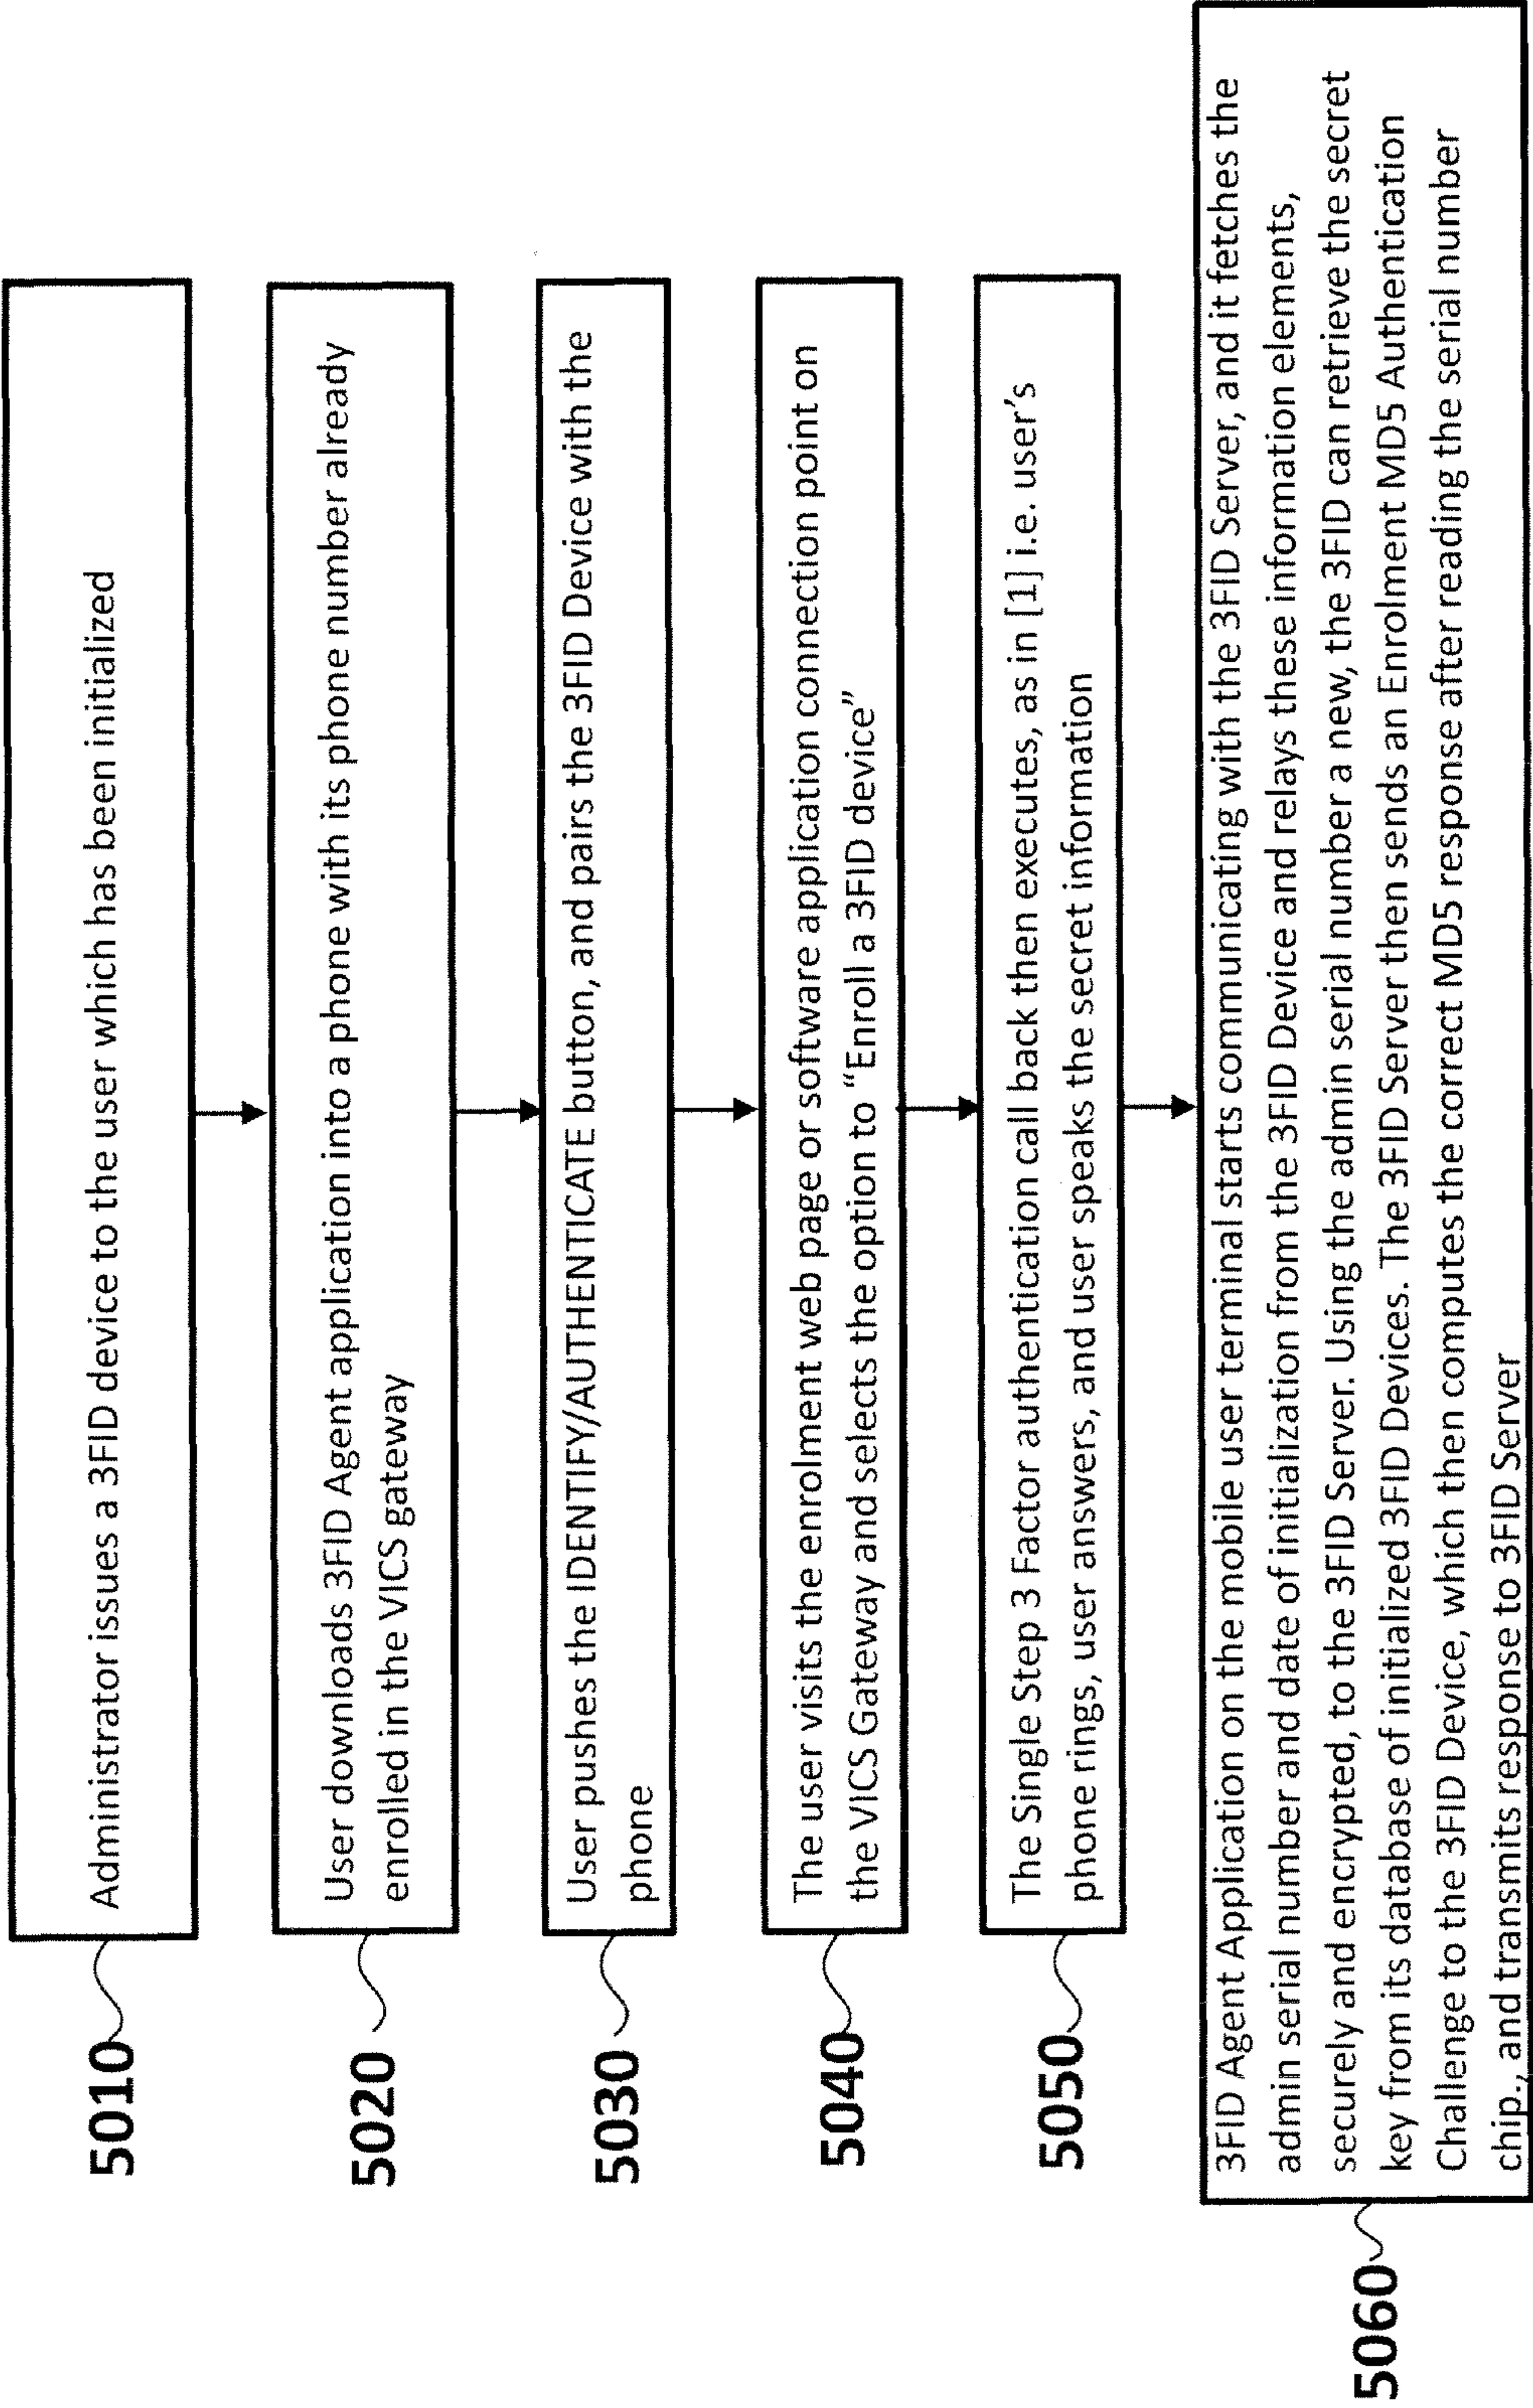 5010
Administrator issues a 3FID device to the user which has been initialized
5020
User downloads 3FID Agent application into a phone with its phone number already
enrolled in the VICS gateway
5030
User pushes the IDENTIFY/AUTHENTICATE button, and pairs the 3FID Device with the
phone
5040
The user visits the enrolment web page or software application connection point on
the VICS Gateway and selects the option to “Enroll a 3FID device”
5050
The Single Step 3 Factor authentication call back then executes, as in [1] i.e. user’s
phone rings, user answers, and user speaks the secret information
5060
3FID Agent Application on the mobile user terminal starts communicating with the 3FID Server, and it fetches the
admin serial number and date of initialization from the 3FID Device and relays these information elements,
securely and encrypted, to the 3FID Server. Using the admin serial number a new, the 3FID can retrieve the secret
key from its database of initialized 3FID Devices. The 3FID Server then sends an Enrolment MD5 Authentication
Challenge to the 3FID Device, which then computes the correct MD5 response after reading the serial number
chip., and transmits response to 3FID Server